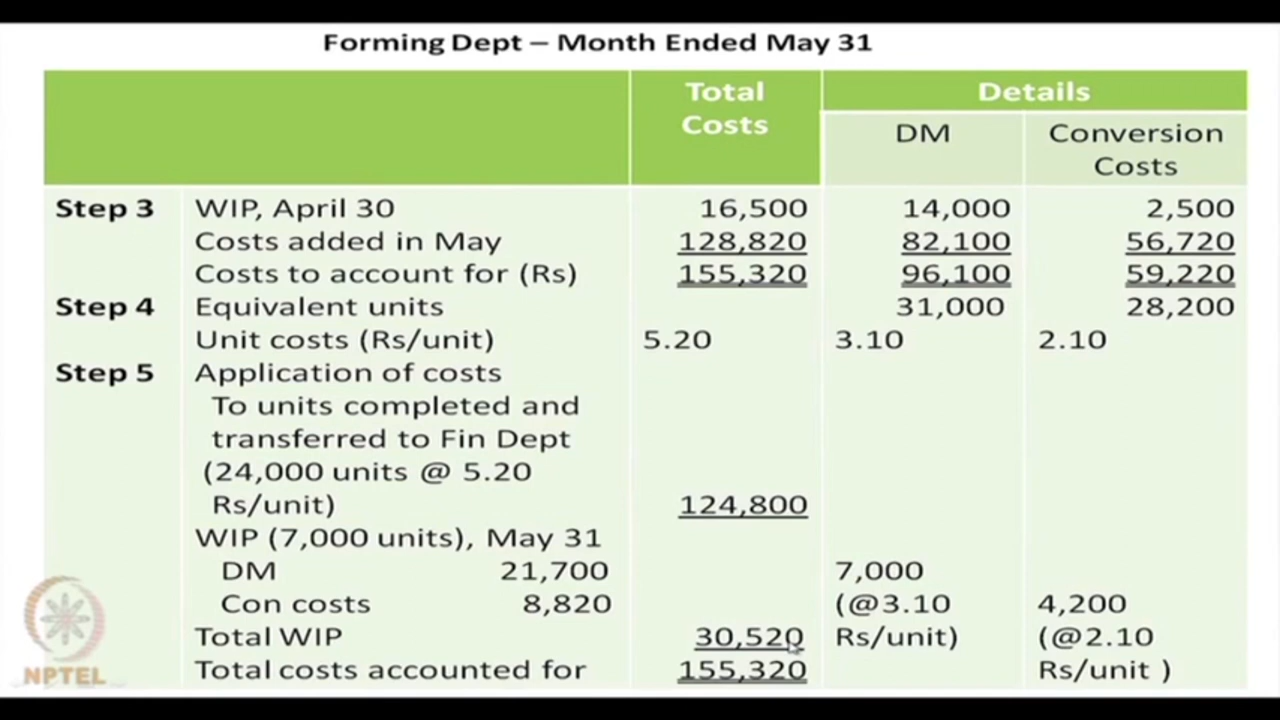 Forming Dept – Month Ended May 31
Total Costs Details
DM Conversion Costs
Step 3 WIP, April 30 16,500 14,000 2,500
Costs added in May 128,820 82,100 56,720
Costs to account for (Rs) 155,320 96,100 59,220
Step 4 Equivalent units 31,000 28,200
Unit costs (Rs/unit) 5.20 3.10 2.10
Step 5 Application of costs
To units completed and
transferred to Fin Dept
(24,000 units @ 5.20
Rs/unit) 124,800
WIP (7,000 units), May 31
DM 21,700 7,000
Con costs 8,820 (@3.10 4,200
Total WIP 30,520 Rs/unit) (@2.10
Total costs accounted for 155,320 Rs/unit )
NPTEL